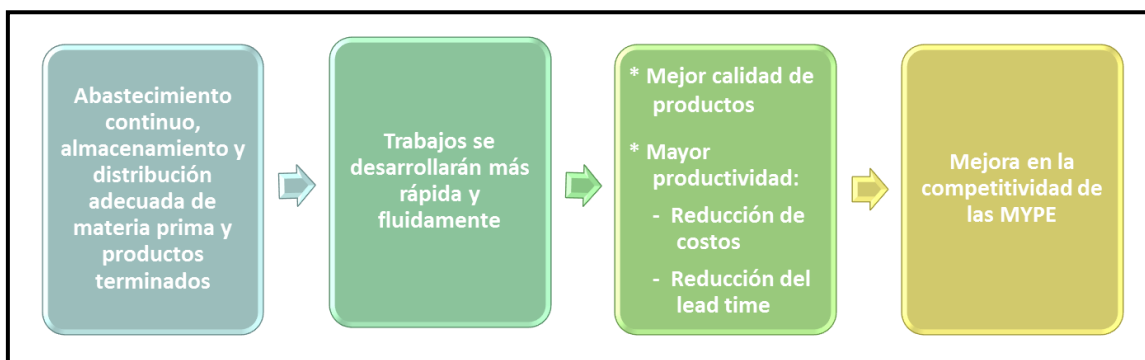 Abastecimiento
continuo,
almacenamiento y
distribución
adecuada de
materia prima y
productos
terminados
Trabajos se
desarrollarán más
rápida y
fluidamente
* Mejor calidad de
productos
* Mayor
productividad:
- Reducción de
costos
- Reducción del
lead time
Mejora en la
competitividad de
las MYPE